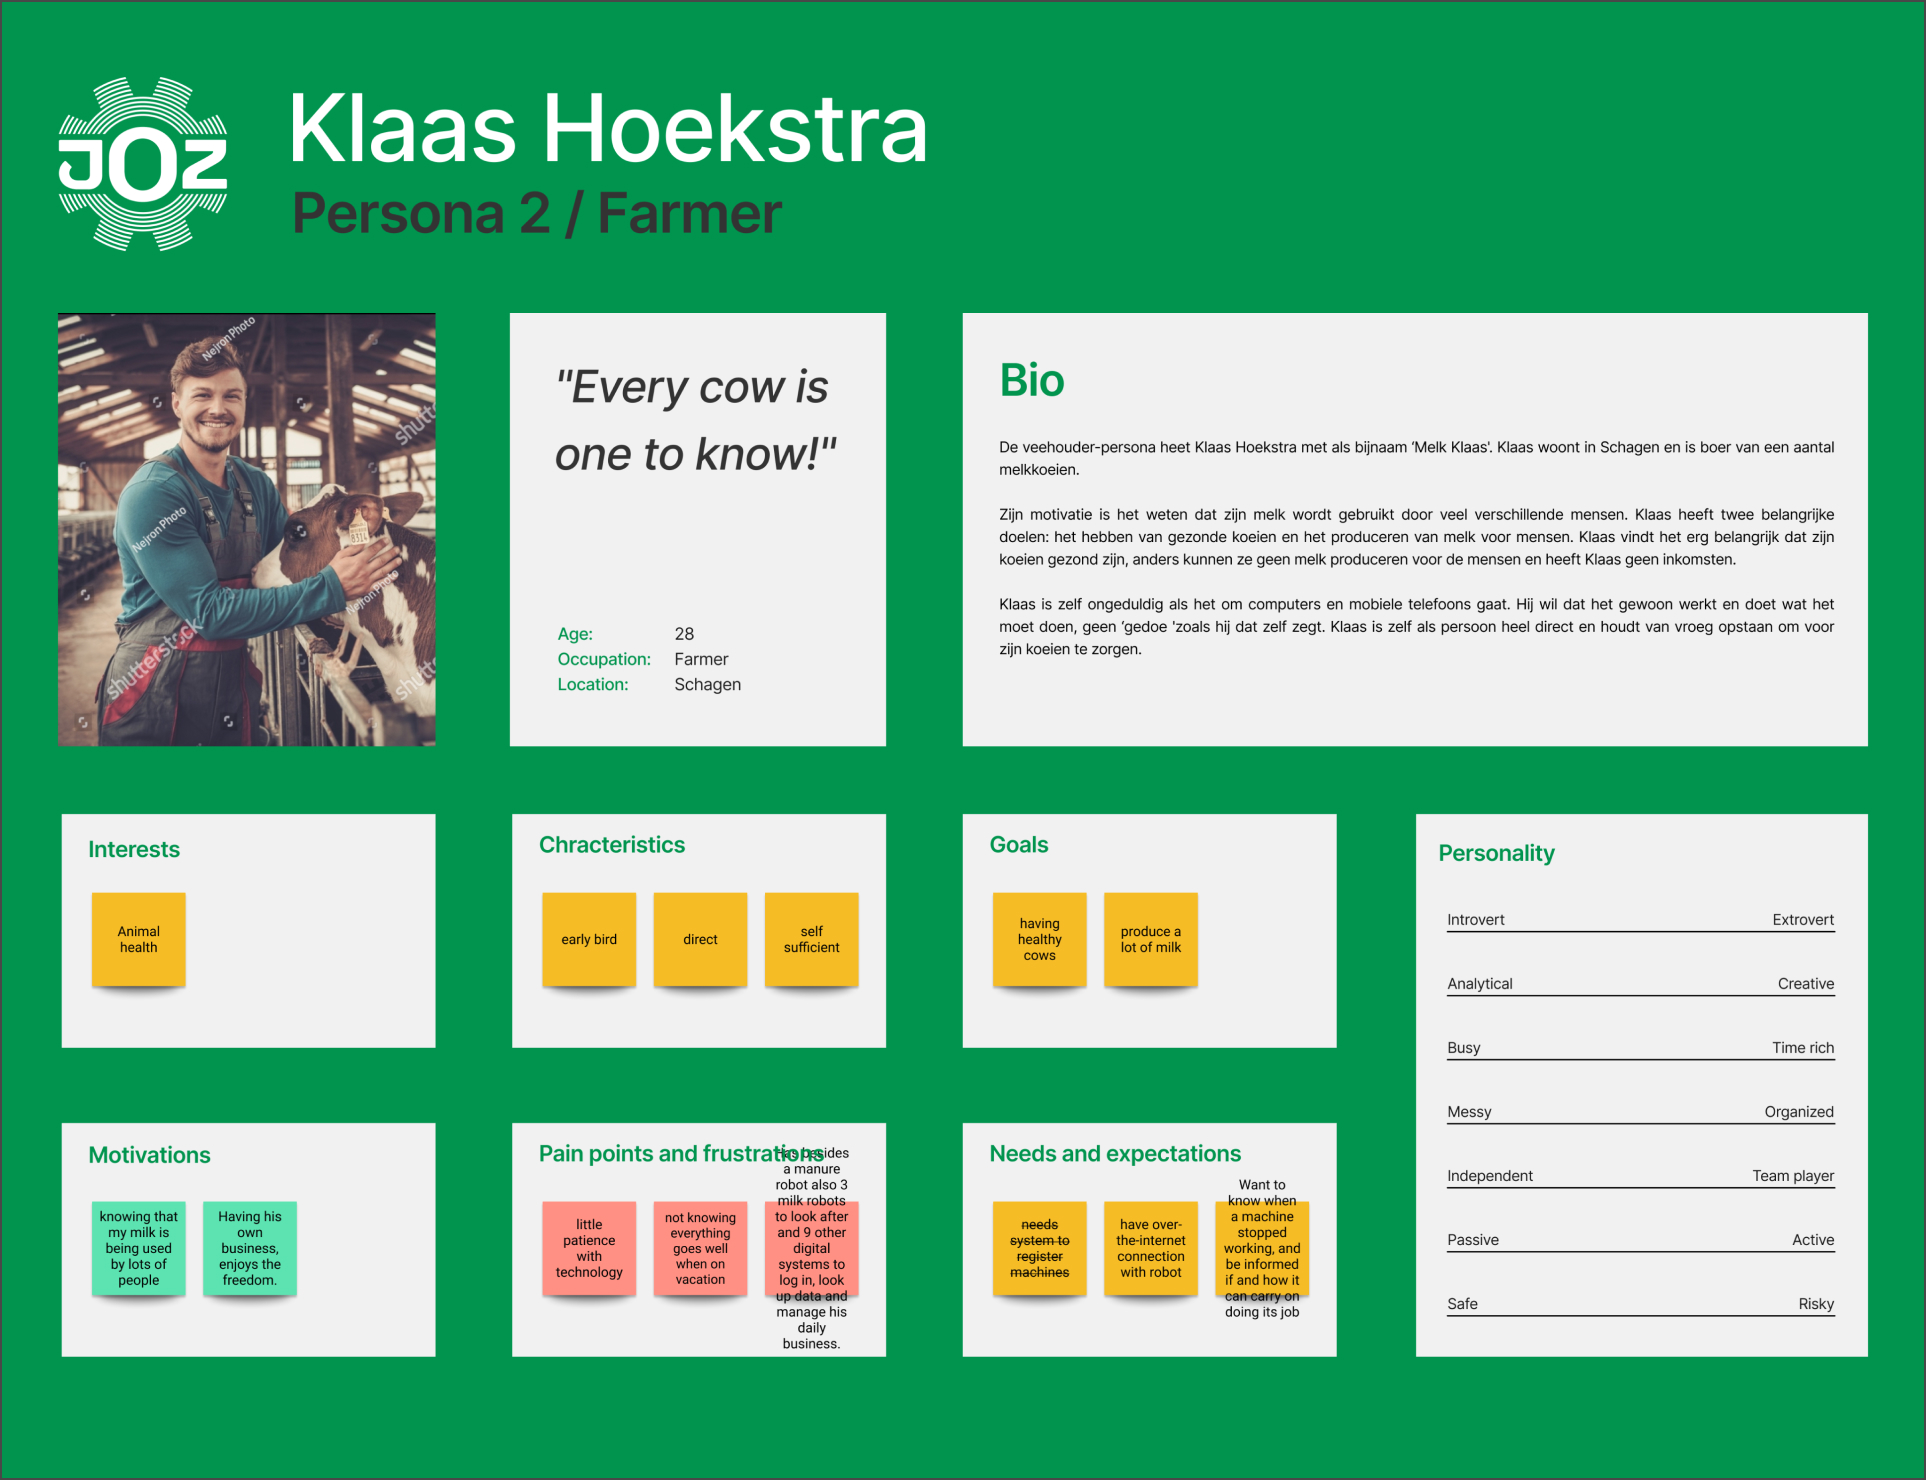 JOZ
Klaas Hoekstra
Persona 2 / Farmer
Nejron Photo
shutterstock
Nejron Photo
Nejron Photo
8314
shutterstock
"Every cow is
one to know!"
Age: 28
Occupation: Farmer
Location: Schagen
Bio
De veehouder-persona heet Klaas Hoekstra met als bijnaam ‘Melk Klaas'. Klaas woont in Schagen en is boer van een aantal
melkkoeien.
Zijn motivatie is het weten dat zijn melk wordt gebruikt door veel verschillende mensen. Klaas heeft twee belangrijke
doelen: het hebben van gezonde koeien en het produceren van melk voor mensen. Klaas vindt het erg belangrijk dat zijn
koeien gezond zijn, anders kunnen ze geen melk produceren voor de mensen en heeft Klaas geen inkomsten.
Klaas is zelf ongeduldig als het om computers en mobiele telefoons gaat. Hij wil dat het gewoon werkt en doet wat het
moet doen, geen ‘gedoe 'zoals hij dat zelf zegt. Klaas is zelf als persoon heel direct en houdt van vroeg opstaan om voor
zijn koeien te zorgen.
Interests
Animal
health
Chracteristics
early bird
direct
self
sufficient
Goals
having
healthy
cows
produce a
lot of milk
Personality
Introvert Extrovert
Analytical Creative
Busy Time rich
Messy Organized
Independent Team player
Passive Active
Safe Risky
Motivations
knowing that
my milk is
being used
by lots of
people
Having his
own
business,
enjoys the
freedom.
Pain points and frustrations
little
patience
with
technology
not knowing
everything
goes well
when on
vacation
Has besides
a manure
robot also 3
milk robots
to look after
and 9 other
digital
systems to
log in, look
up data and
manage his
daily
business.
Needs and expectations
needs
system to
register
machines
have over-
the-internet
connection
with robot
Want to
know when
a machine
stopped
working, and
be informed
if and how it
can carry on
doing its job